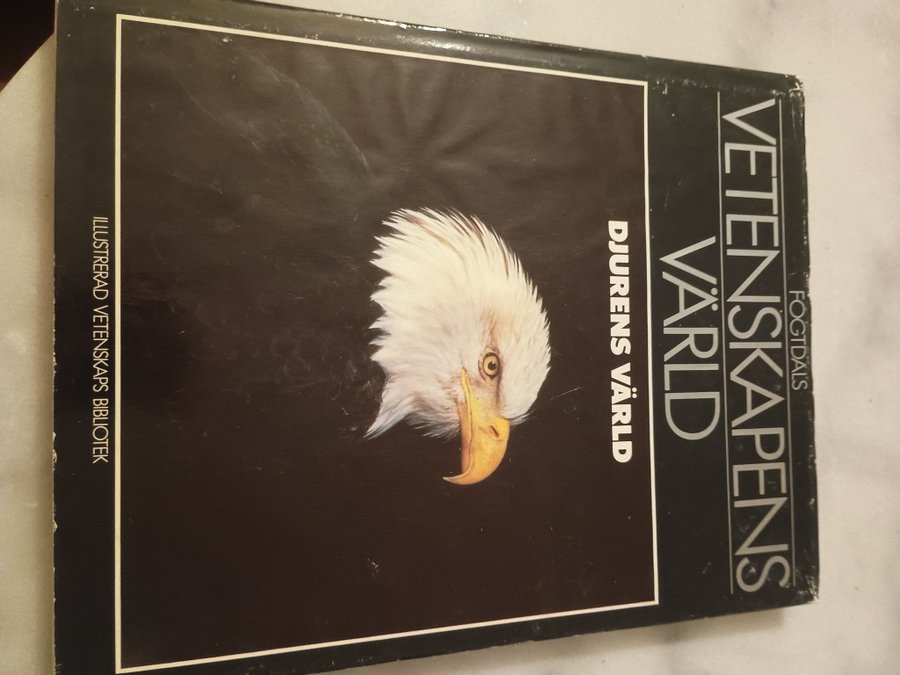 FOGTDALS
VETENSKAPENS
VÄRLD
DJURENS VÄRLD
ILLUSTRERAD VETENSKAPS BIBLIOTEK